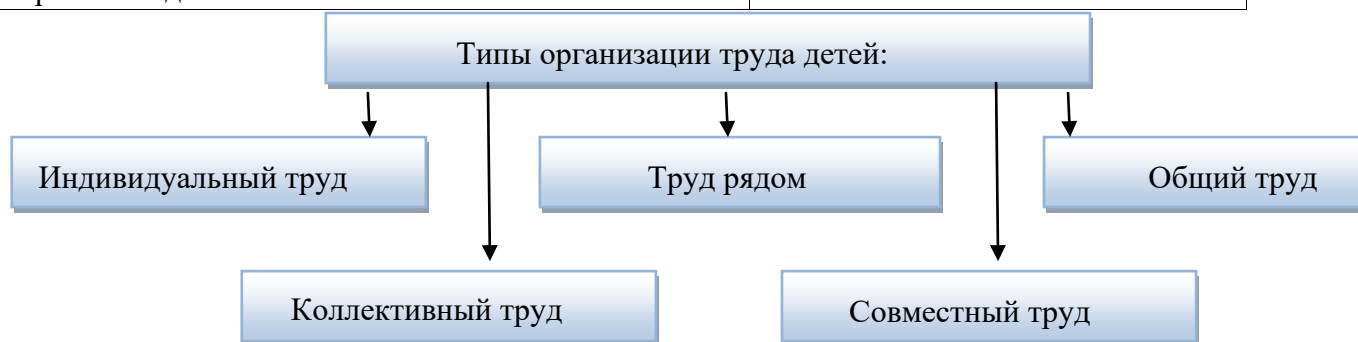 Типы организации труда детей:
Индивидуальный труд
Труд рядом
Общий труд
Коллективный труд
Совместный труд